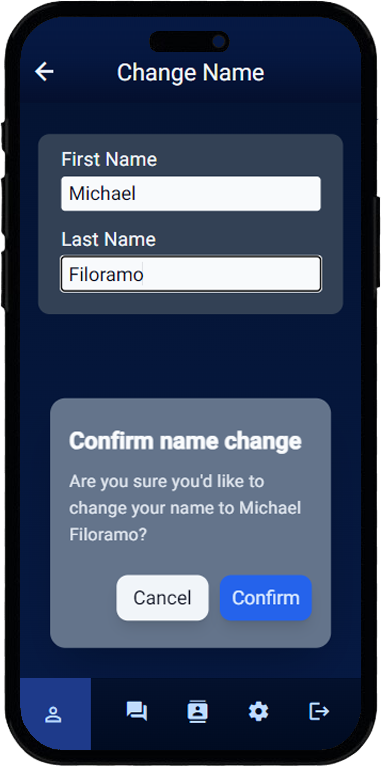 Change Name
First Name
Michael
Last Name
Filoramo
Confirm name change
Are you sure you'd like to
change your name to Michael
Filoramo?
Cancel Confirm